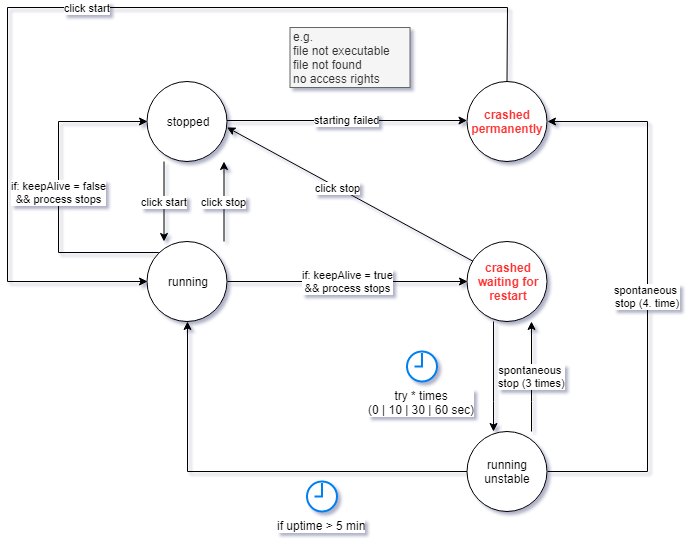 click start
e.g.
file not executable
file not found
no access rights
stopped
starting failed
crashed
permanently
if: keepAlive = false
&& process stops
click start
click stop
click stop
running
if: keepAlive = true
&& process stops
crashed
waiting for
restart
spontaneous
stop (4. time)
spontaneous
stop (3 times)
try * times
(0 | 10 | 30 | 60 sec)
running
unstable
if uptime > 5 min